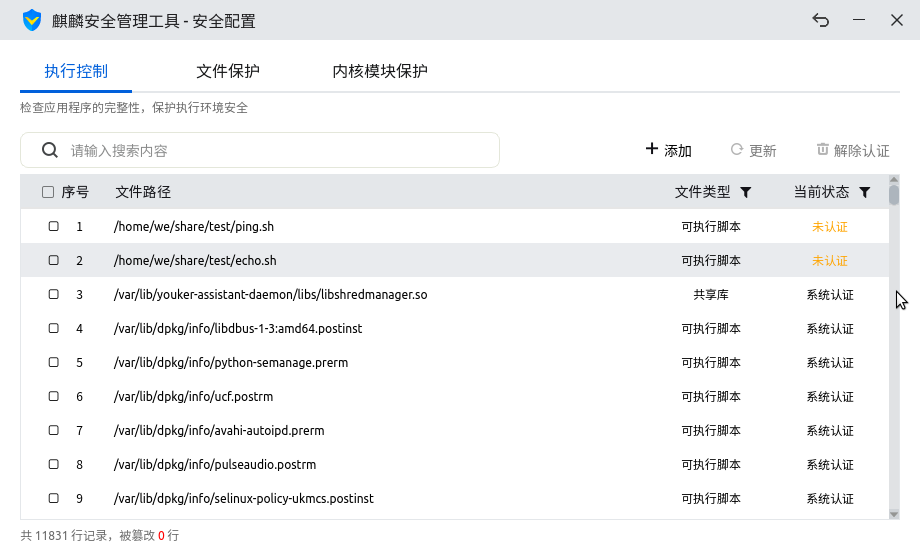 麒麟安全管理工具 - 安全配置
执行控制 文件保护 内核模块保护
检查应用程序的完整性，保护执行环境安全
请输入搜索内容 添加 更新 解除认证
序号 文件路径 文件类型 当前状态
1 /home/we/share/test/ping.sh 可执行脚本 未认证
2 /home/we/share/test/echo.sh 可执行脚本 未认证
3 /var/lib/youker-assistant-daemon/libs/libshredmanager.so 共享库 系统认证
4 /var/lib/dpkg/info/libdbus-1-3:amd64.postinst 可执行脚本 系统认证
5 /var/lib/dpkg/info/python-semanage.prerm 可执行脚本 系统认证
6 /var/lib/dpkg/info/ucf.postrm 可执行脚本 系统认证
7 /var/lib/dpkg/info/avahi-autoipd.prerm 可执行脚本 系统认证
8 /var/lib/dpkg/info/pulseaudio.postrm 可执行脚本 系统认证
9 /var/lib/dpkg/info/selinux-policy-ukmcs.postinst 可执行脚本 系统认证
共 11831 行记录，被篡改 0 行